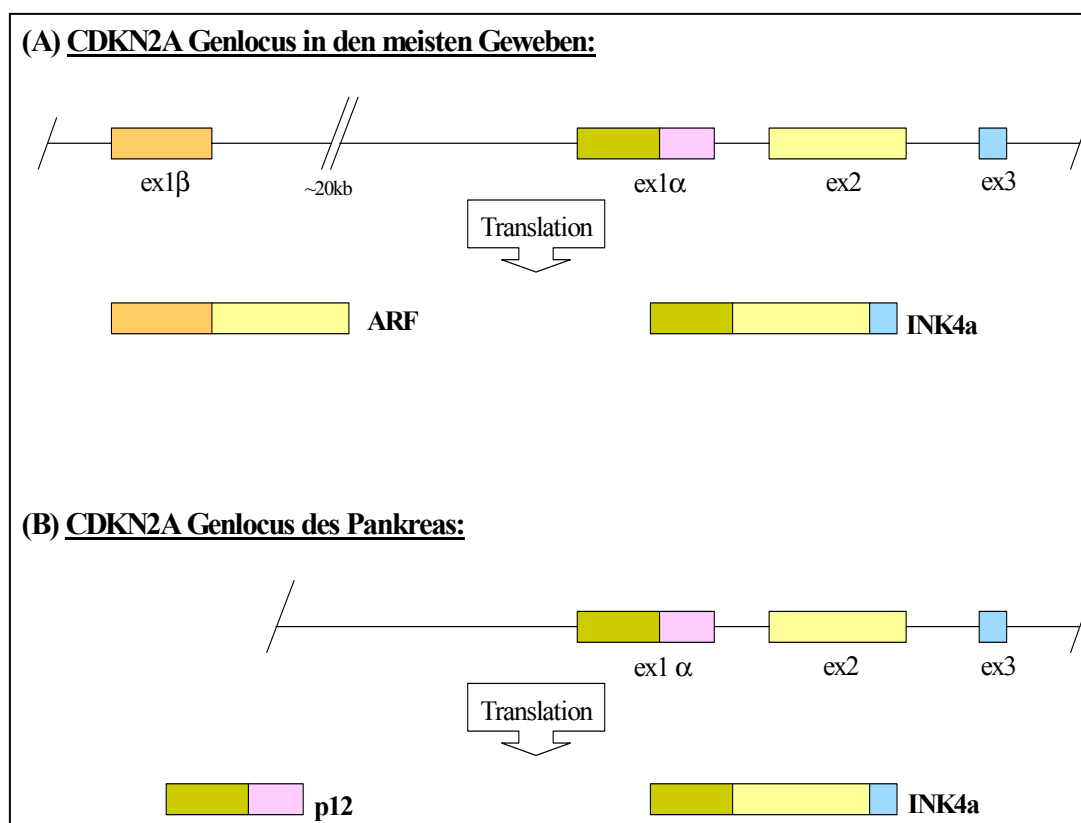 (A) CDKN2A Genlocus in den meisten Geweben:
ex1β
~20kb
ex1α
ex2
ex3
Translation
ARF
INK4a
(B) CDKN2A Genlocus des Pankreas:
ex1 α
ex2
ex3
Translation
p12
INK4a